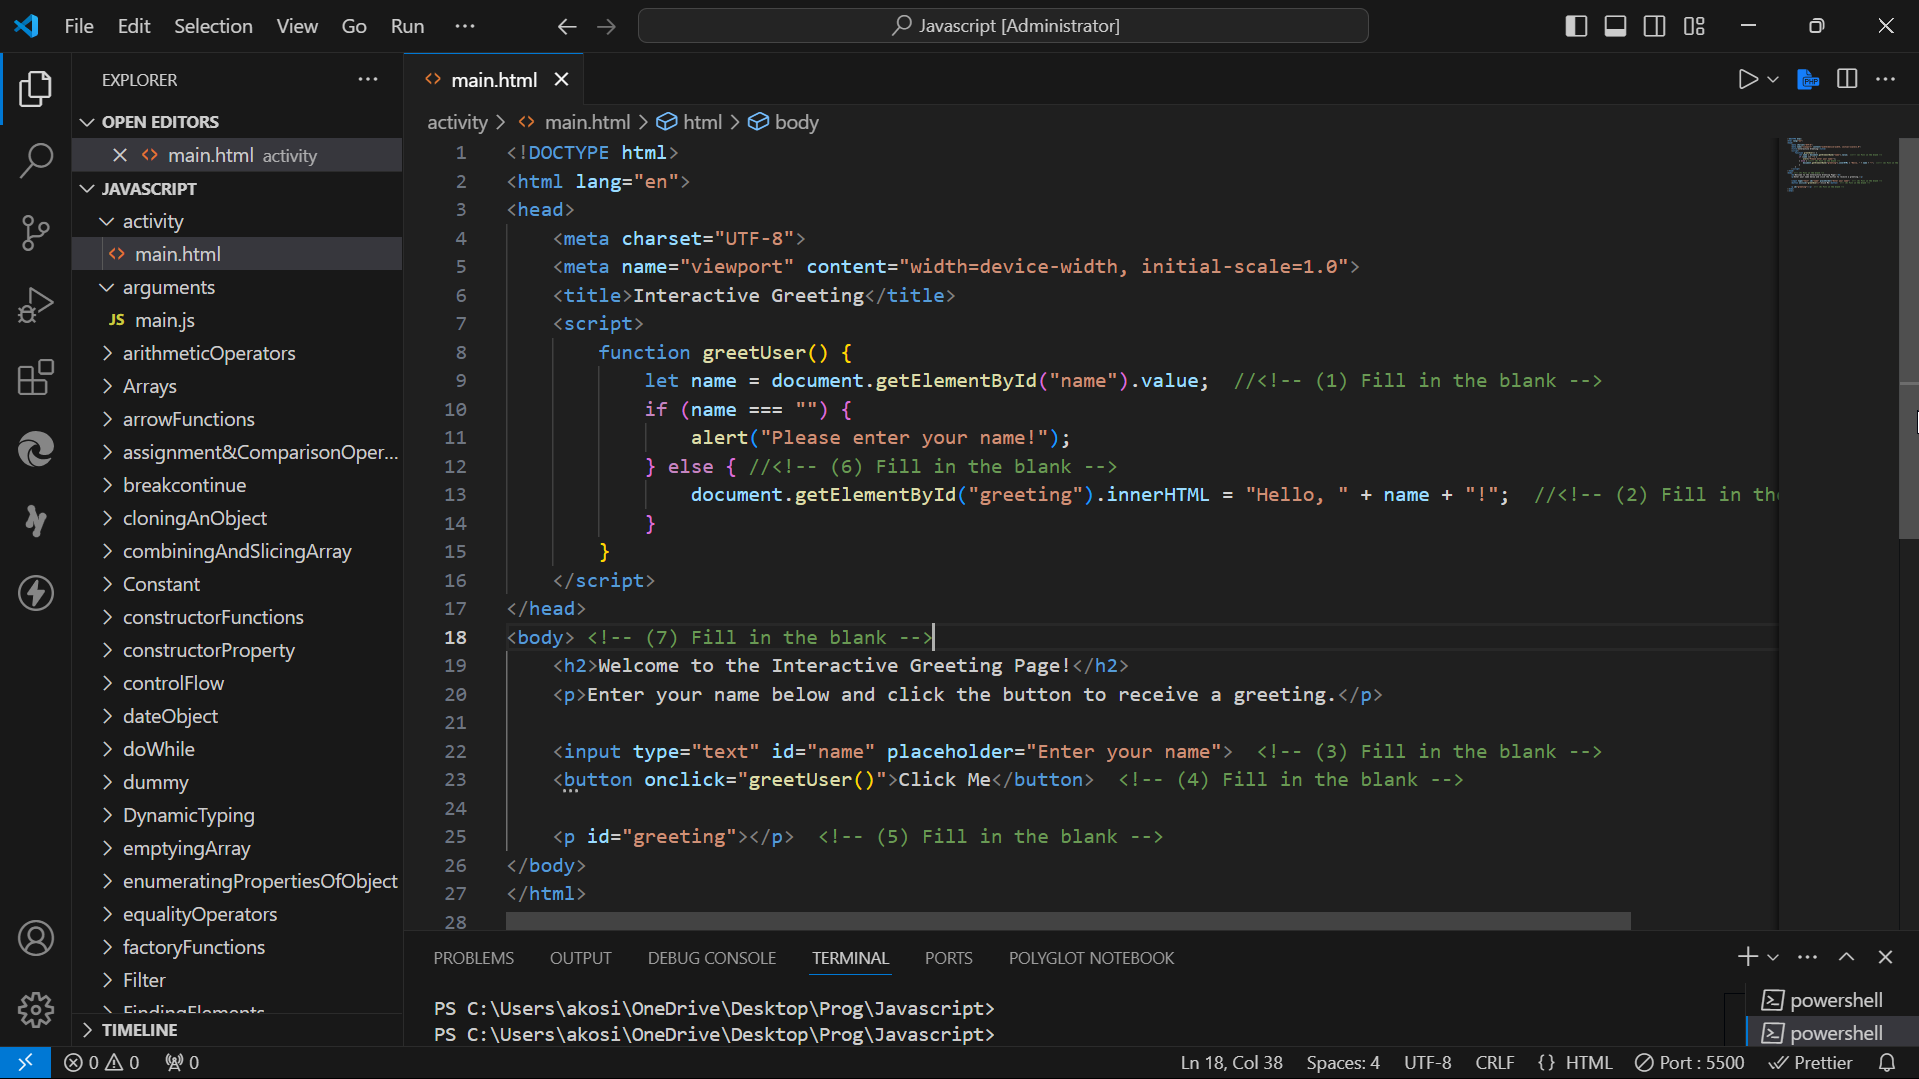 File Edit Selection View Go Run ···
Javascript [Administrator]
EXPLORER
OPEN EDITORS
main.html activity
JAVASCRIPT
activity
main.html
arguments
JS main.js
arithmeticOperators
Arrays
arrowFunctions
assignment&ComparisonOper...
breakcontinue
cloningAnObject
combiningAndSlicingArray
Constant
constructorFunctions
constructorProperty
controlFlow
dateObject
doWhile
dummy
DynamicTyping
emptyingArray
enumeratingPropertiesOfObject
equalityOperators
factoryFunctions
Filter
FindingElements
TIMELINE
main.html
activity > main.html > html > body
1 <!DOCTYPE html>
2 <html lang="en">
3 <head>
4 <meta charset="UTF-8">
5 <meta name="viewport" content="width=device-width, initial-scale=1.0">
6 <title>Interactive Greeting</title>
7 <script>
8 function greetUser() {
9 let name = document.getElementById("name").value; //<!-- (1) Fill in the blank -->
10 if (name === "") {
11 alert("Please enter your name!");
12 } else { //<!-- (6) Fill in the blank -->
13 document.getElementById("greeting").innerHTML = "Hello, " + name + "!"; //<!-- (2) Fill in th
14 }
15 }
16 </script>
17 </head>
18 <body> <!-- (7) Fill in the blank -->
19 <h2>Welcome to the Interactive Greeting Page!</h2>
20 <p>Enter your name below and click the button to receive a greeting.</p>
21
22 <input type="text" id="name" placeholder="Enter your name"> <!-- (3) Fill in the blank -->
23 <button onclick="greetUser()">Click Me</button> <!-- (4) Fill in the blank -->
24
25 <p id="greeting"></p> <!-- (5) Fill in the blank -->
26 </body>
27 </html>
28
PROBLEMS OUTPUT DEBUG CONSOLE TERMINAL PORTS POLYGLOT NOTEBOOK
PS C:\Users\akosi\OneDrive\Desktop\Prog\Javascript>
PS C:\Users\akosi\OneDrive\Desktop\Prog\Javascript>
powershell
powershell
0 0 0 Ln 18, Col 38 Spaces: 4 UTF-8 CRLF {} HTML Port : 5500 Prettier